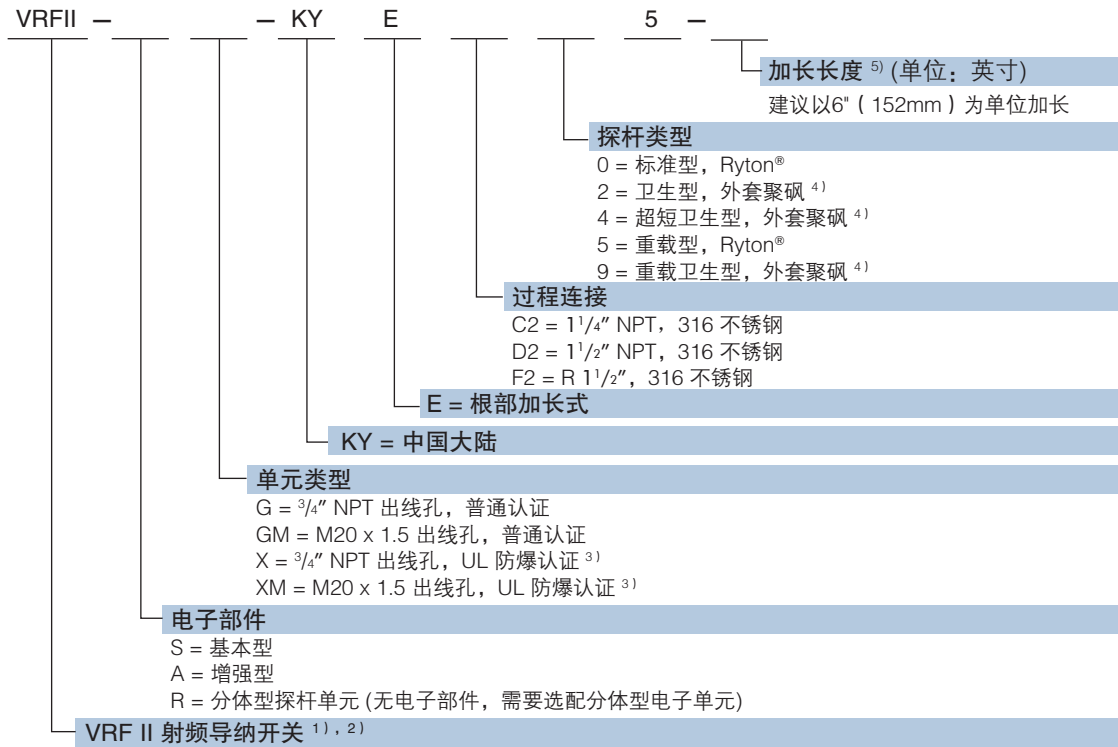 VRFII – – KY E 5 –
加长长度 5) (单位：英寸)
建议以6" ( 152mm ) 为单位加长
探杆类型
0 = 标准型，Ryton®
2 = 卫生型，外套聚砜 4)
4 = 超短卫生型，外套聚砜 4)
5 = 重载型，Ryton®
9 = 重载卫生型，外套聚砜 4)
过程连接
C2 = 1 1/4" NPT，316 不锈钢
D2 = 1 1/2" NPT，316 不锈钢
F2 = R 1 1/2"，316 不锈钢
E = 根部加长式
KY = 中国大陆
单元类型
G = 3/4" NPT 出线孔，普通认证
GM = M20 x 1.5 出线孔，普通认证
X = 3/4" NPT 出线孔，UL 防爆认证 3)
XM = M20 x 1.5 出线孔，UL 防爆认证 3)
电子部件
S = 基本型
A = 增强型
R = 分体型探杆单元 (无电子部件，需要选配分体型电子单元)
VRF II 射频导纳开关 1) , 2)